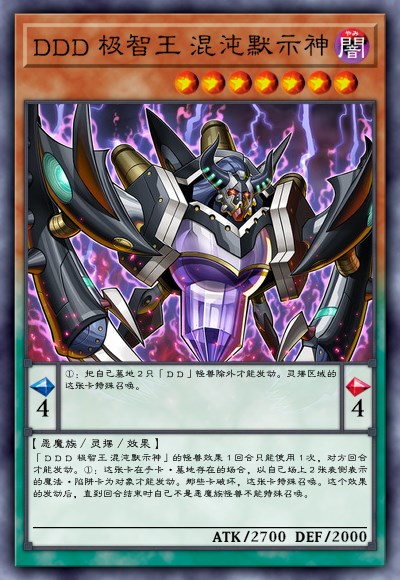 DDD 极智王 混沌默示神
やみ
闇
①：把自己墓地2只「DD」怪兽除外才能发动。灵摆区域的
这张卡特殊召唤。
4
4
【恶魔族／灵摆／效果】
「DDD 极智王 混沌默示神」的怪兽效果1回合只能使用1次，对方回合
才能发动。①：这张卡在手卡·墓地存在的场合，以自己场上2张表侧表示
的魔法·陷阱卡为对象才能发动。那些卡破坏，这张卡特殊召唤。这个效果
的发动后，直到回合结束时自己不是恶魔族怪兽不能特殊召唤。
ATK/2700 DEF/2000